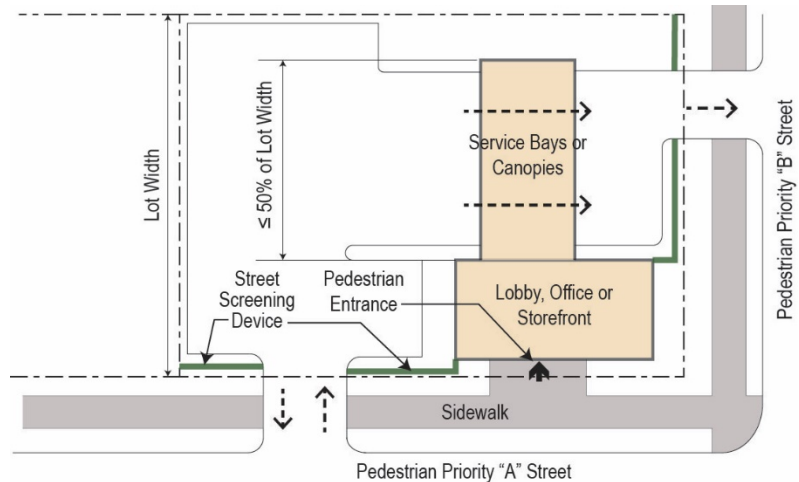 Lot Width
≤ 50% of Lot Width
Service Bays or
Canopies
Pedestrian Priority "B" Street
Street
Screening
Device
Pedestrian
Entrance
Lobby, Office or
Storefront
Sidewalk
Pedestrian Priority "A" Street